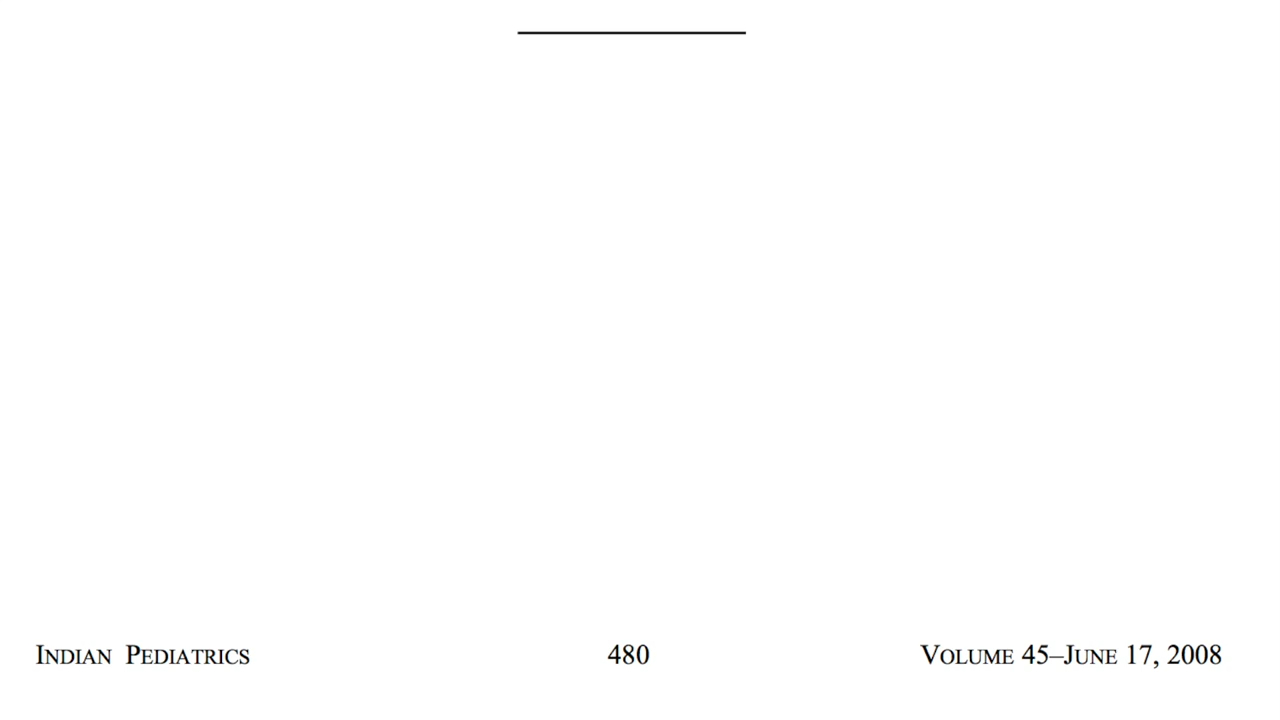 Indian Pediatrics 480 Volume 45–June 17, 2008